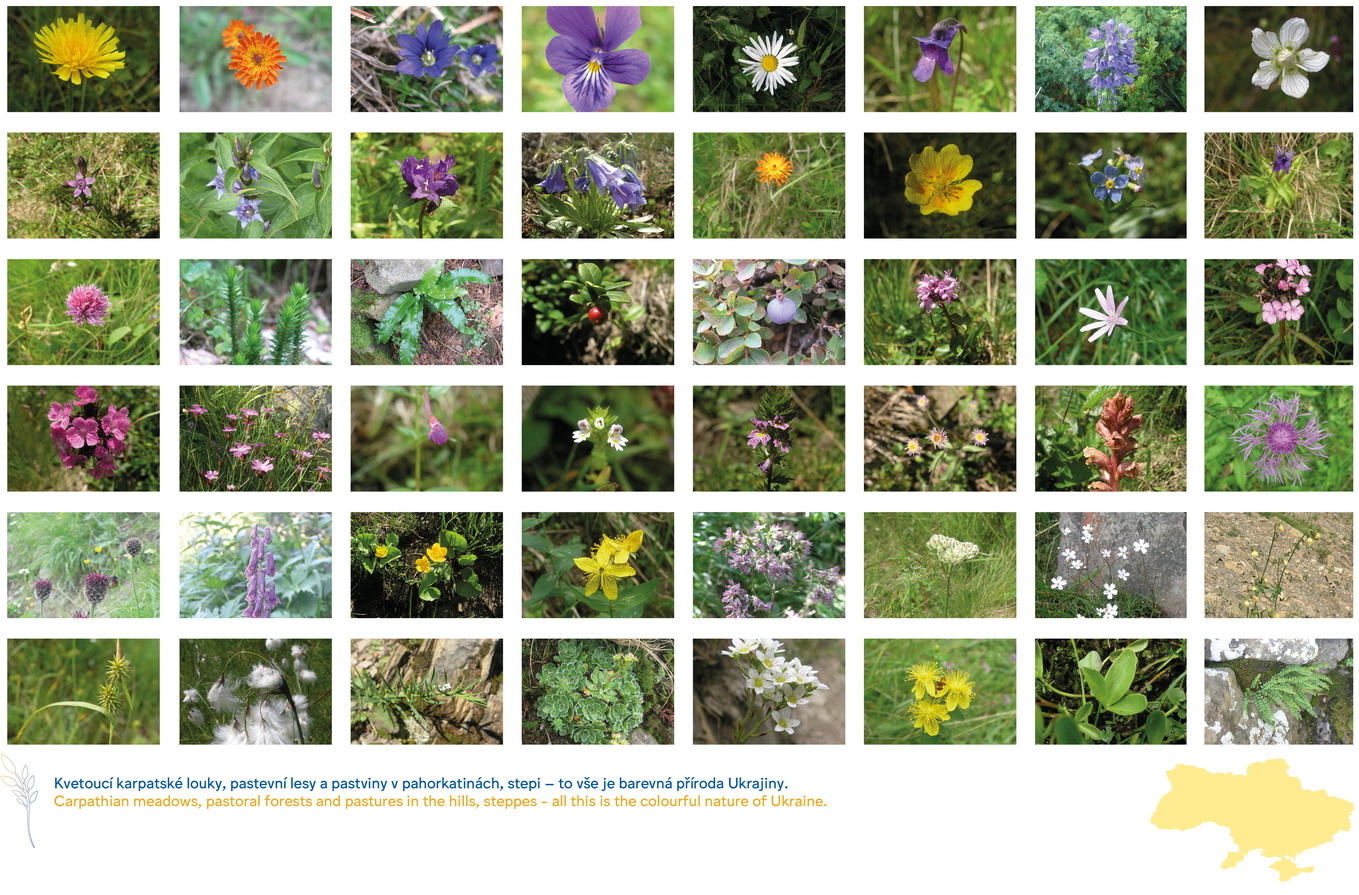 Kvetoucí karpatské louky, pastevní lesy a pastviny v pahorkatinách, stepi – to vše je barevná příroda Ukrajiny.
Carpathian meadows, pastoral forests and pastures in the hills, steppes - all this is the colourful nature of Ukraine.